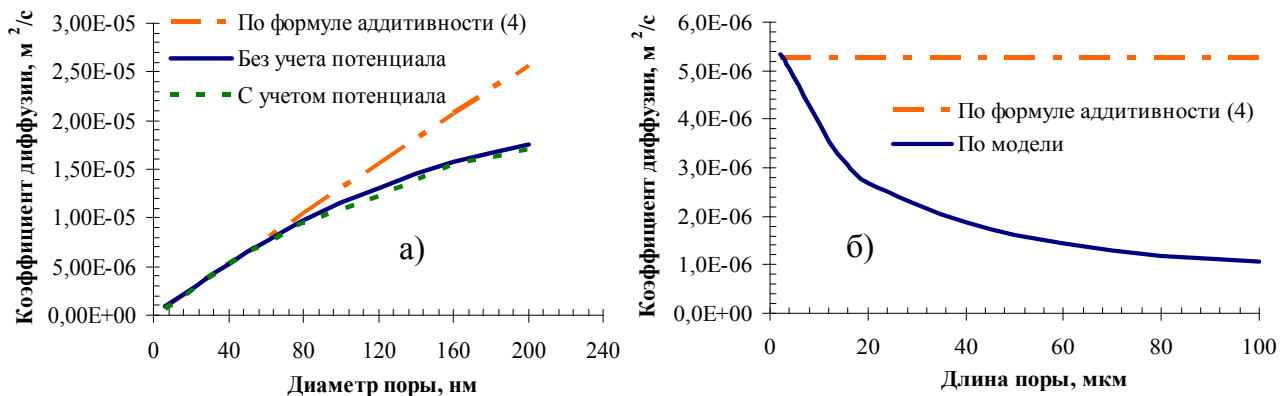 Коэффициент диффузии, м²/с
3,00E-05
2,50E-05
2,00E-05
1,50E-05
1,00E-05
5,00E-06
0,00E+00
По формуле аддитивности (4)
Без учета потенциала
С учетом потенциала
а)
0 40 80 120 160 200 240
Диаметр поры, нм
Коэффициент диффузии, м²/с
6,0E-06
5,0E-06
4,0E-06
3,0E-06
2,0E-06
1,0E-06
0,0E+00
По формуле аддитивности (4)
По модели
б)
0 20 40 60 80 100
Длина поры, мкм